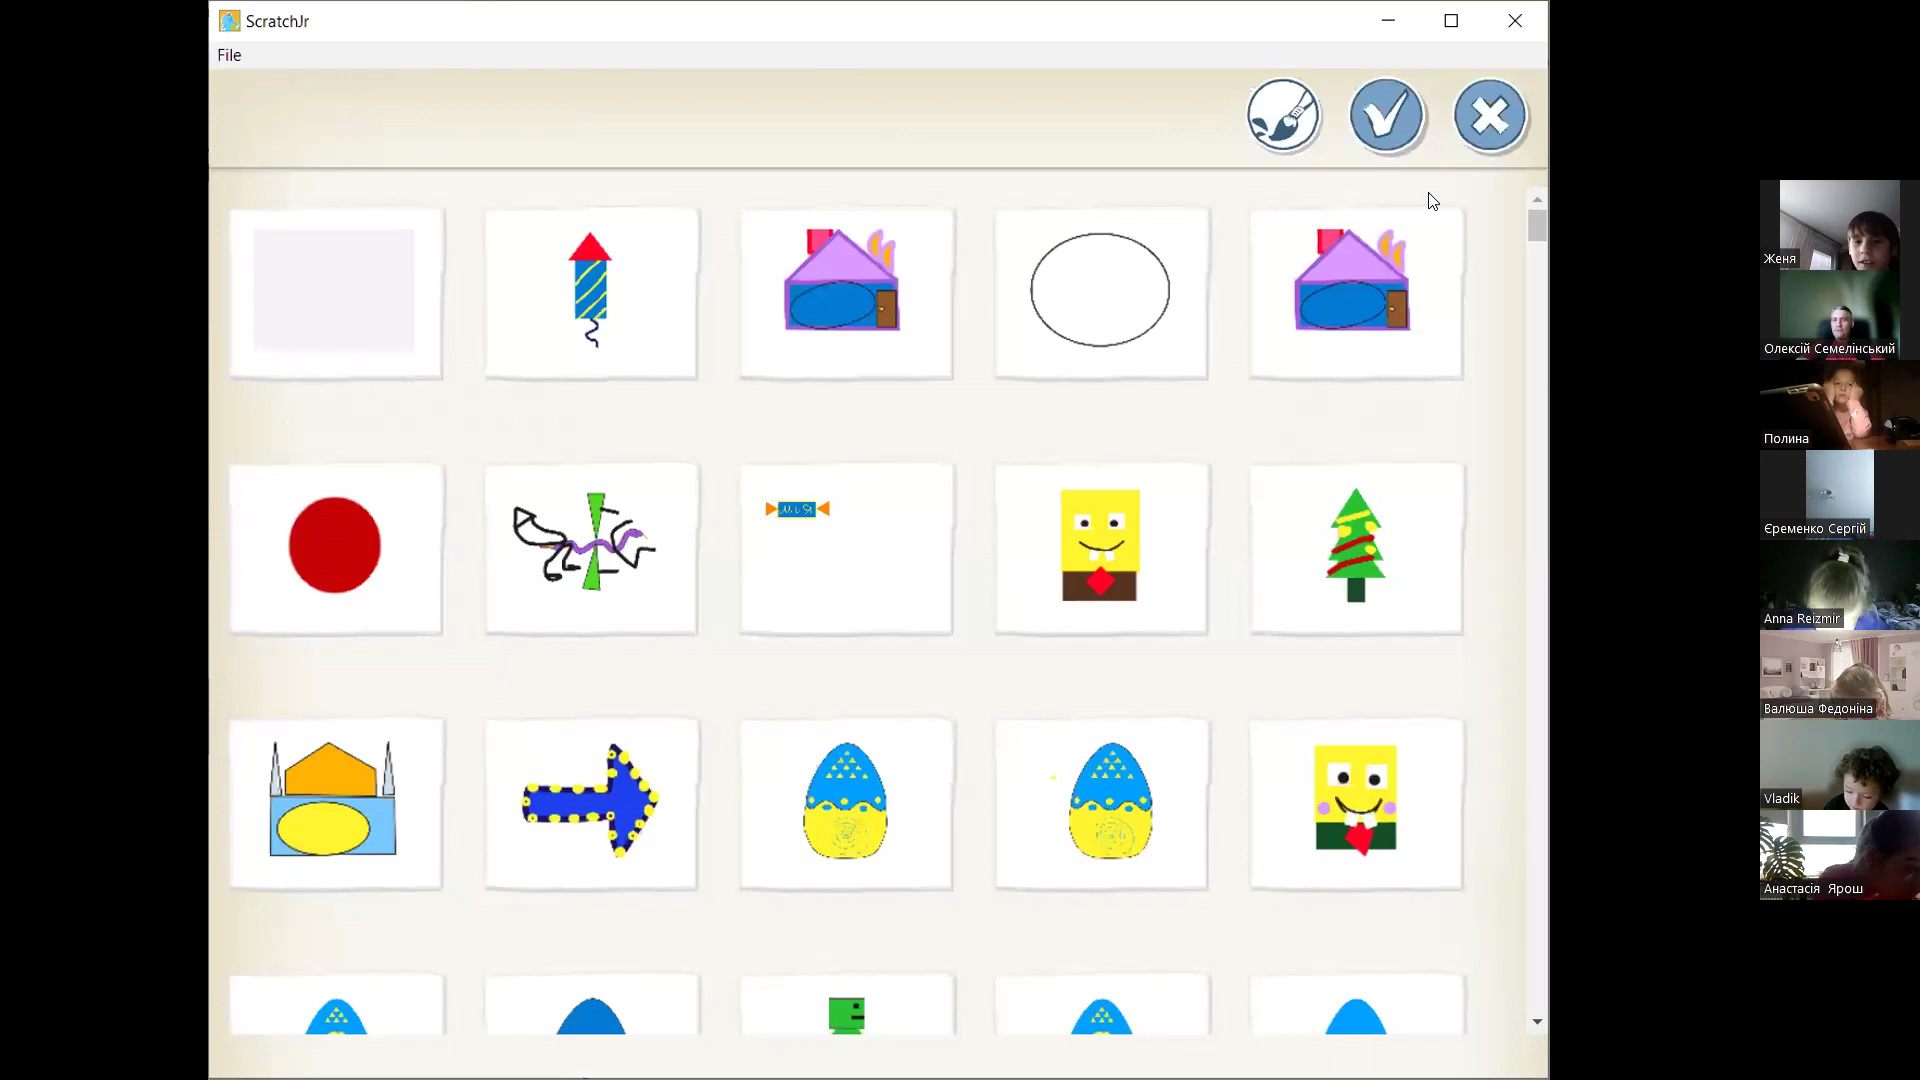 ScratchJr
File
Женя
Олексій Семелінський
Полина
Єременко Сергій
Anna Reizmir
Валюша Федоніна
Vladik
Анастасія Ярош